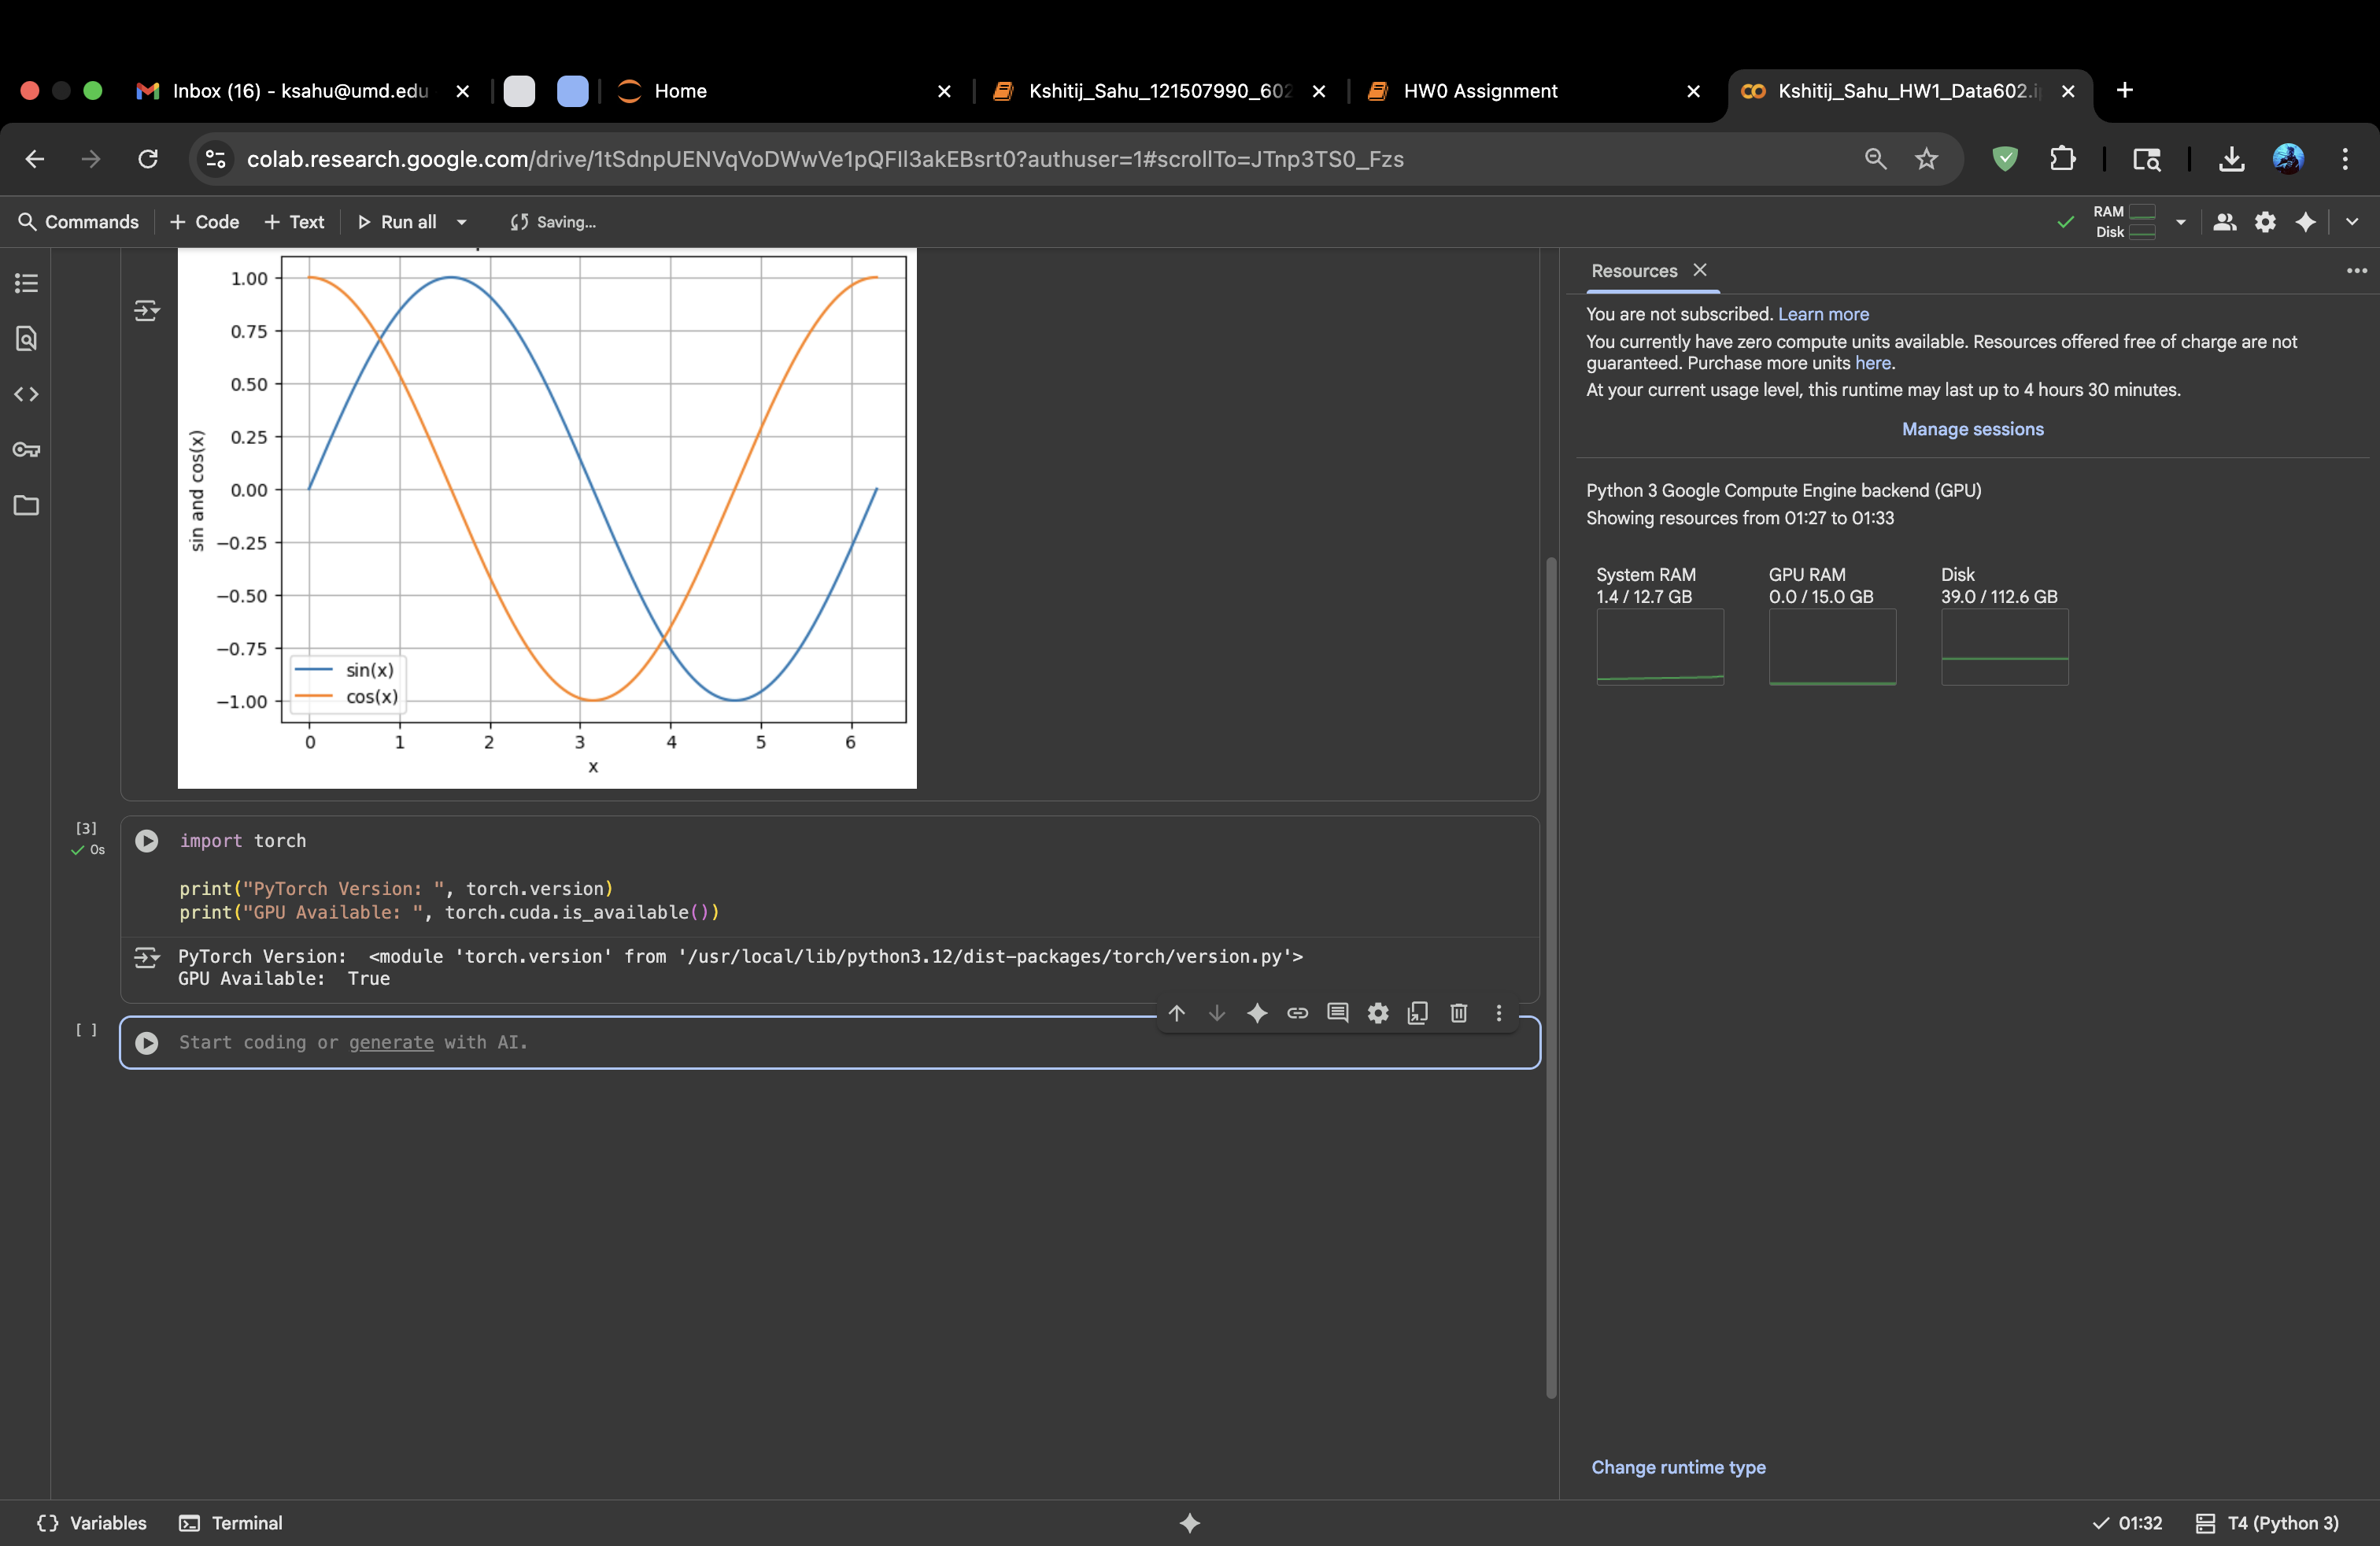 Inbox (16) - ksahu@umd.edu
Home
Kshitij_Sahu_121507990_602
HW0 Assignment
Kshitij_Sahu_HW1_Data602.i
colab.research.google.com/drive/1tSdnpUENVqVoDWwVe1pQFIl3akEBsrt0?authuser=1#scrollTo=JTnp3TS0_Fzs
Commands
+ Code
+ Text
Run all
Saving...
RAM
Disk
1.00
0.75
0.50
0.25
0.00
−0.25
−0.50
−0.75
−1.00
sin and cos(x)
sin(x)
cos(x)
0 1 2 3 4 5 6
x
[3]
0s
import torch
print("PyTorch Version: ", torch.version)
print("GPU Available: ", torch.cuda.is_available())
PyTorch Version:  <module 'torch.version' from '/usr/local/lib/python3.12/dist-packages/torch/version.py'>
GPU Available:  True
[ ]
Start coding or generate with AI.
Resources
You are not subscribed. Learn more
You currently have zero compute units available. Resources offered free of charge are not
guaranteed. Purchase more units here.
At your current usage level, this runtime may last up to 4 hours 30 minutes.
Manage sessions
Python 3 Google Compute Engine backend (GPU)
Showing resources from 01:27 to 01:33
System RAM
1.4 / 12.7 GB
GPU RAM
0.0 / 15.0 GB
Disk
39.0 / 112.6 GB
Change runtime type
Variables
Terminal
01:32
T4 (Python 3)